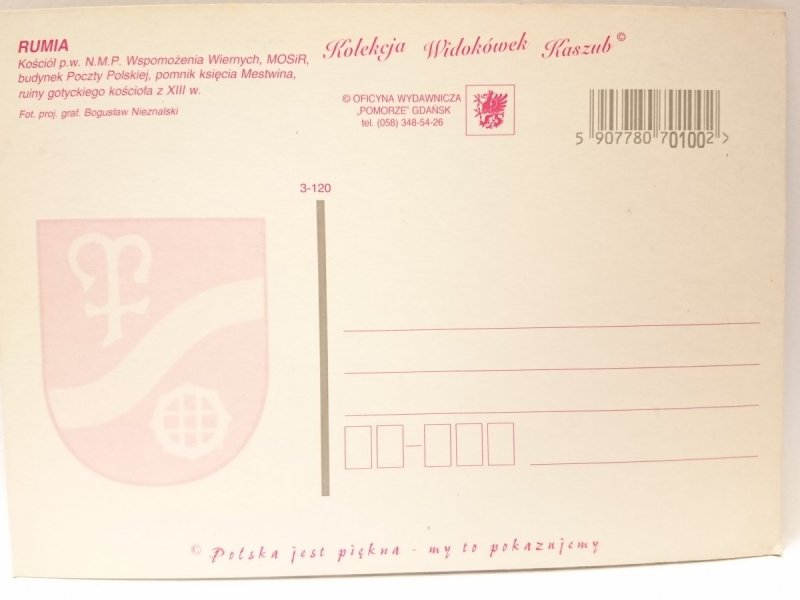 RUMIA
Kościół p.w. N.M.P. Wspomożenia Wiernych, MOSiR,
budynek Poczty Polskiej, pomnik księcia Mestwina,
ruiny gotyckiego kościoła z XIII w.
Fot. proj. graf. Bogusław Nieznalski
Kolekcja Widokówek Kaszub ©
© OFICYNA WYDAWNICZA
„POMORZE” GDAŃSK
tel. (058) 348-54-26
5 907780 701002 >
3-120
© Polska jest piękna - my to pokazujemy